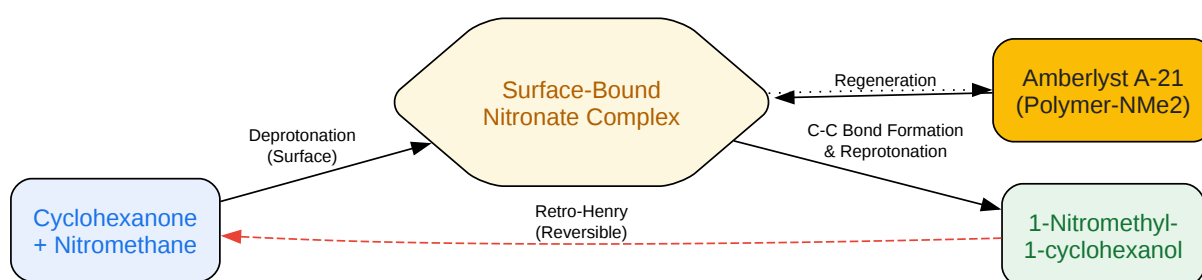 Surface-Bound
Nitronate Complex
Regeneration
Amberlyst A-21
(Polymer-NMe2)
Deprotonation
(Surface)
C-C Bond Formation
& Reprotonation
Cyclohexanone
+ Nitromethane
Retro-Henry
(Reversible)
1-Nitromethyl-
1-cyclohexanol